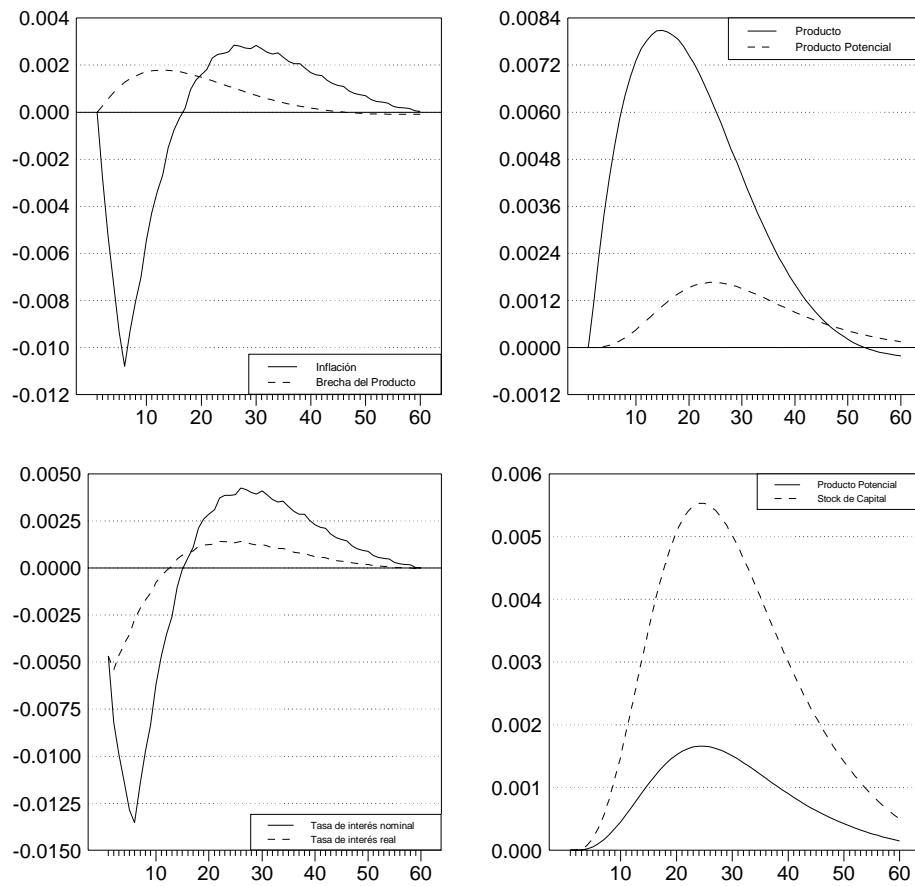 0.004
0.002
0.000
-0.002
-0.004
-0.006
-0.008
-0.010
-0.012
Inflación
Brecha del Producto
10 20 30 40 50 60
0.0084
0.0072
0.0060
0.0048
0.0036
0.0024
0.0012
0.0000
-0.0012
Producto
Producto Potencial
10 20 30 40 50 60
0.0050
0.0025
0.0000
-0.0025
-0.0050
-0.0075
-0.0100
-0.0125
-0.0150
Tasa de interés nominal
Tasa de interés real
10 20 30 40 50 60
0.006
0.005
0.004
0.003
0.002
0.001
0.000
Producto Potencial
Stock de Capital
10 20 30 40 50 60